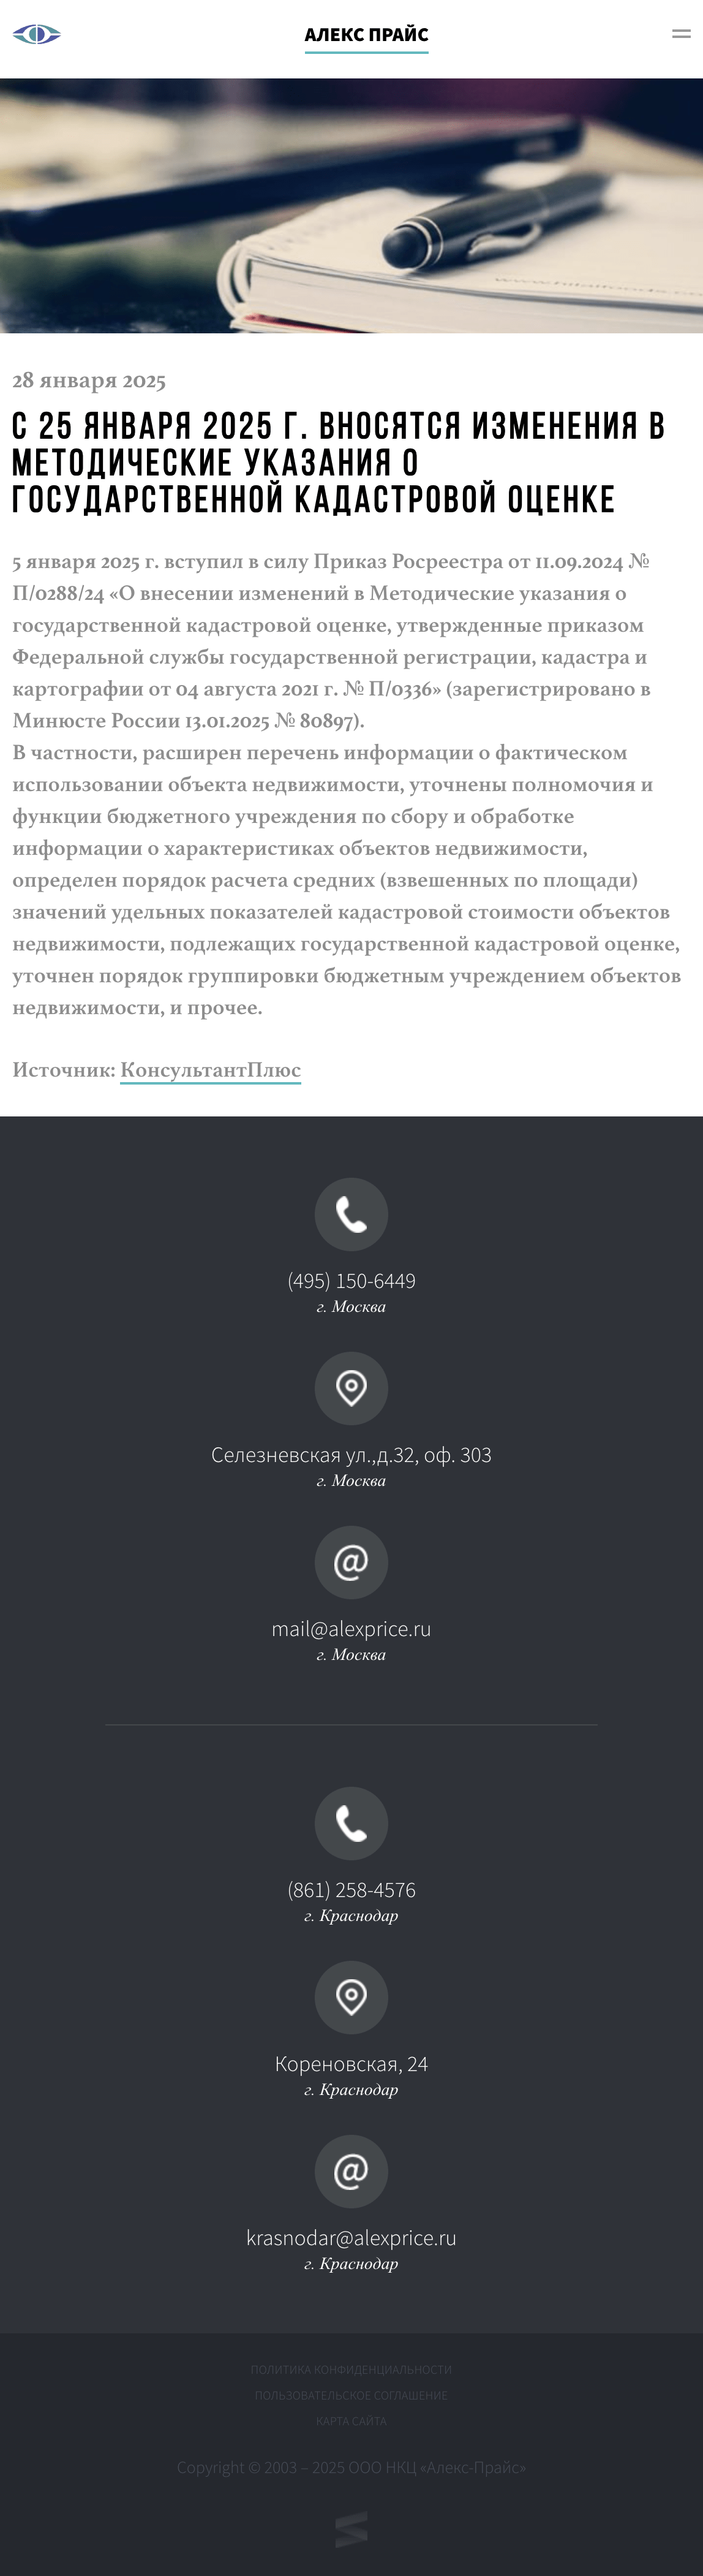 АЛЕКС ПРАЙС
28 января 2025
С 25 ЯНВАРЯ 2025 Г. ВНОСЯТСЯ ИЗМЕНЕНИЯ В
МЕТОДИЧЕСКИЕ УКАЗАНИЯ О
ГОСУДАРСТВЕННОЙ КАДАСТРОВОЙ ОЦЕНКЕ
5 января 2025 г. вступил в силу Приказ Росреестра от 11.09.2024 №
П/0288/24 «О внесении изменений в Методические указания о
государственной кадастровой оценке, утвержденные приказом
Федеральной службы государственной регистрации, кадастра и
картографии от 04 августа 2021 г. № П/0336» (зарегистрировано в
Минюсте России 13.01.2025 № 80897).
В частности, расширен перечень информации о фактическом
использовании объекта недвижимости, уточнены полномочия и
функции бюджетного учреждения по сбору и обработке
информации о характеристиках объектов недвижимости,
определен порядок расчета средних (взвешенных по площади)
значений удельных показателей кадастровой стоимости объектов
недвижимости, подлежащих государственной кадастровой оценке,
уточнен порядок группировки бюджетным учреждением объектов
недвижимости, и прочее.
Источник: КонсультантПлюс
(495) 150-6449
г. Москва
Селезневская ул.,д.32, оф. 303
г. Москва
mail@alexprice.ru
г. Москва
(861) 258-4576
г. Краснодар
Кореновская, 24
г. Краснодар
krasnodar@alexprice.ru
г. Краснодар
ПОЛИТИКА КОНФИДЕНЦИАЛЬНОСТИ
ПОЛЬЗОВАТЕЛЬСКОЕ СОГЛАШЕНИЕ
КАРТА САЙТА
Copyright © 2003 – 2025 ООО НКЦ «Алекс-Прайс»